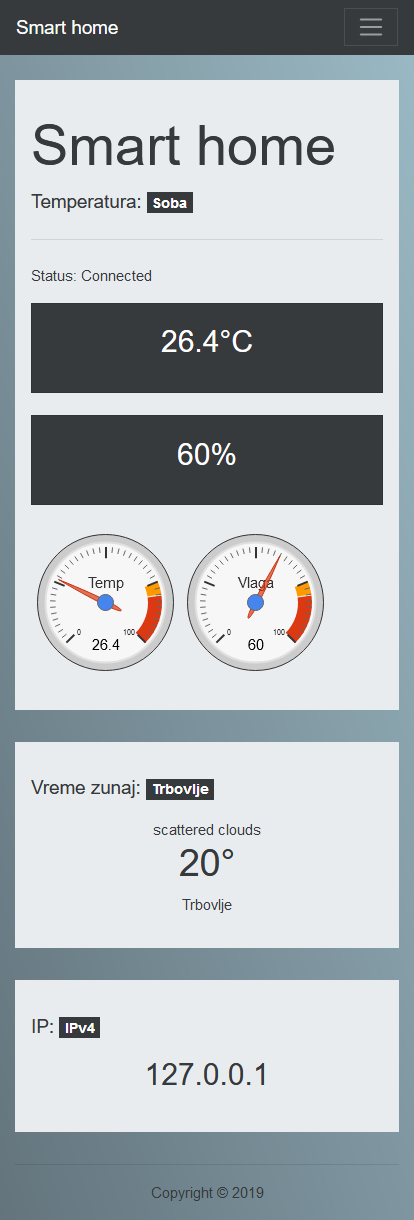 Smart home
Smart home
Temperatura: Soba
Status: Connected
26.4°C
60%
Temp
0 100
26.4
Vlaga
0 100
60
Vreme zunaj: Trbovlje
scattered clouds
20°
Trbovlje
IP: IPv4
127.0.0.1
Copyright © 2019